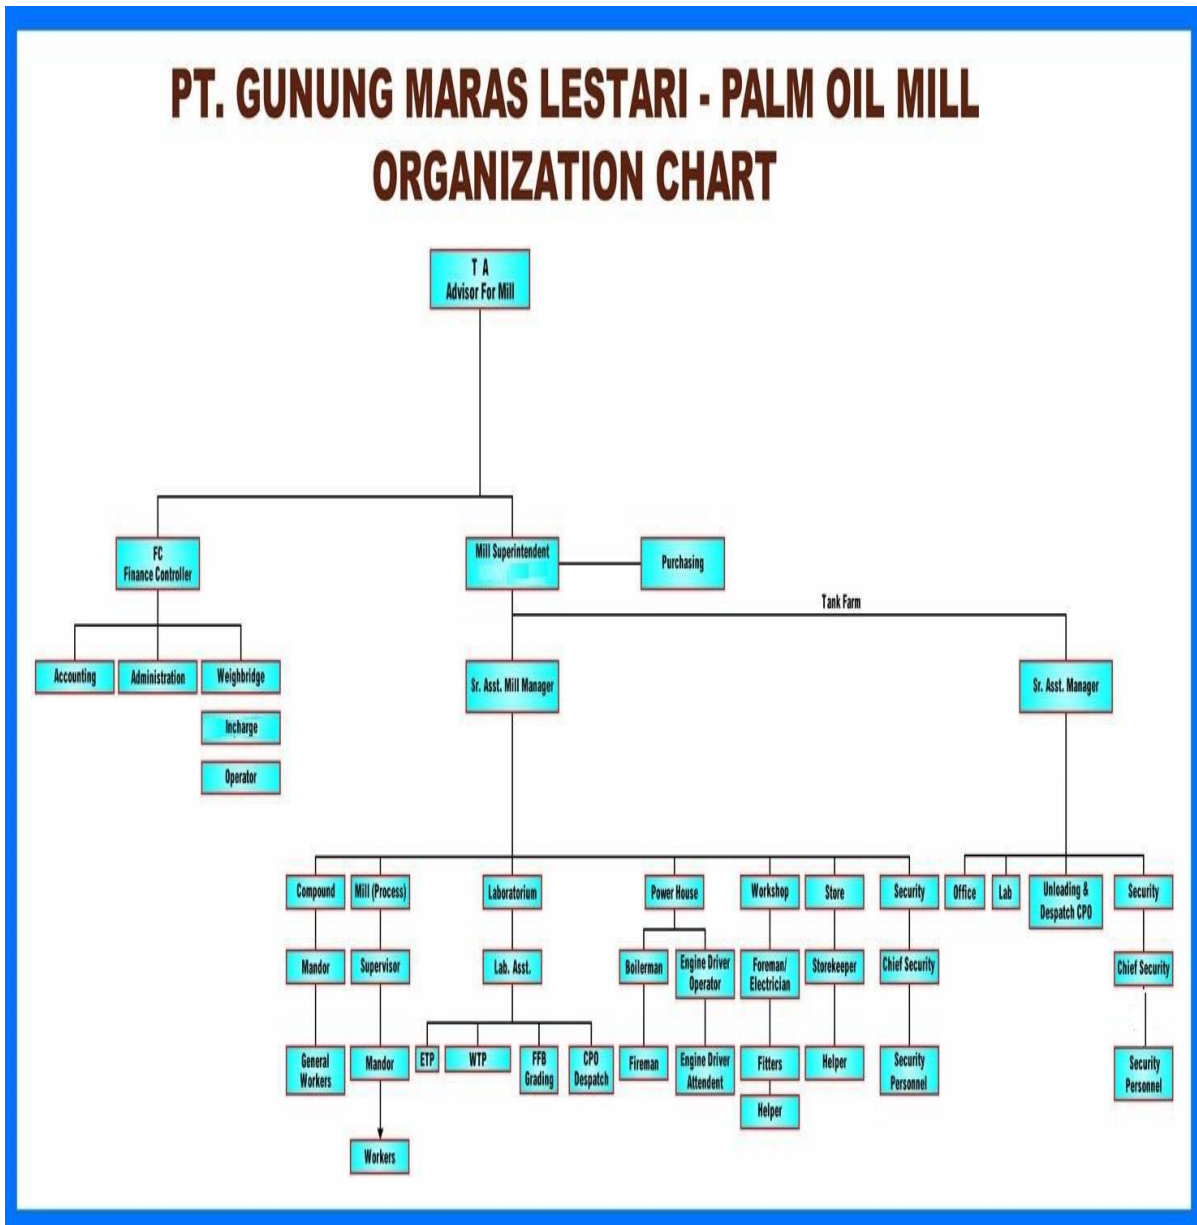 PT. GUNUNG MARAS LESTARI - PALM OIL MILL
ORGANIZATION CHART
T A
Advisor For Mill
FC
Finance Controller
Mill Superintendent
Purchasing
Tank Farm
Accounting
Administration
Weighbridge
Incharge
Operator
Sr. Asst. Mill Manager
Sr. Asst. Manager
Compound
Mill (Process)
Laboratorium
Power House
Workshop
Store
Security
Office
Lab
Unloading &
Despatch CPO
Security
Mandor
Supervisor
Lab. Asst.
Boilerman
Engine Driver
Operator
Foreman/
Electrician
Storekeeper
Chief Security
Chief Security
General
Workers
Mandor
ETP
WTP
FFB
Grading
CPO
Despatch
Fireman
Engine Driver
Attendent
Fitters
Helper
Security
Personnel
Security
Personnel
Helper
Workers